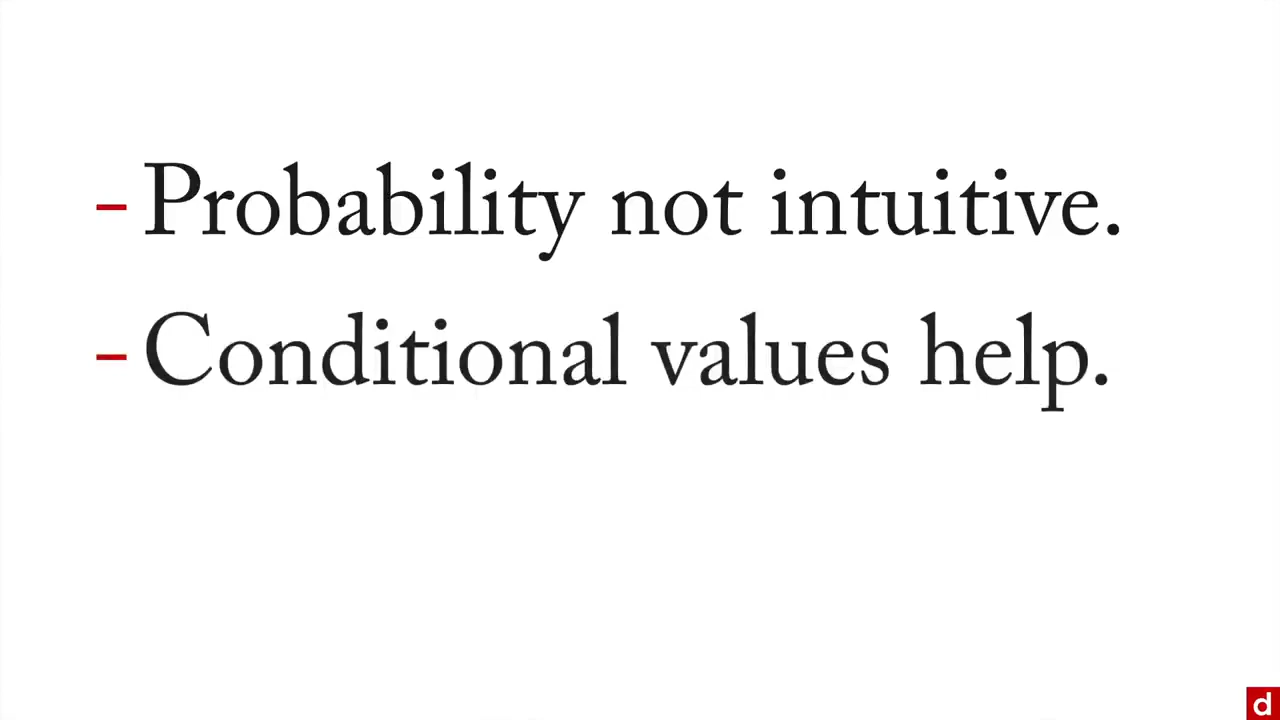 - Probability not intuitive.
- Conditional values help.
d